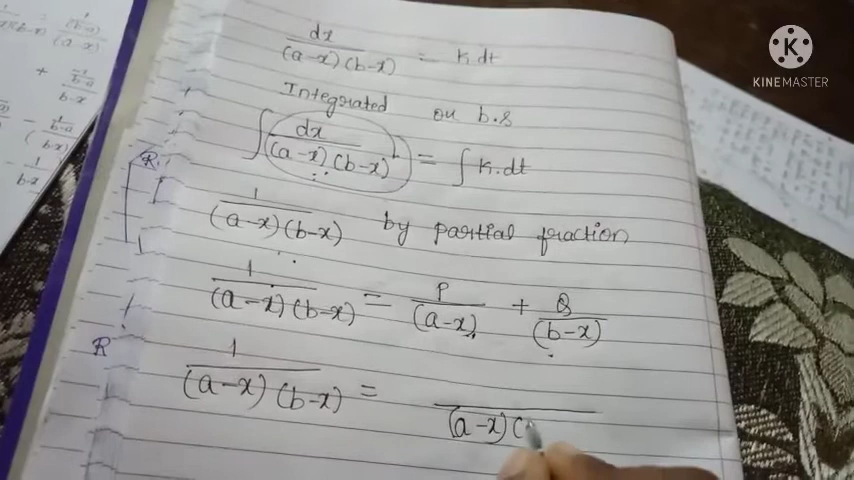 dx / (a-x)(b-x) = K dt
Integrated on b.s
∫ dx / (a-x)(b-x) = ∫ K.dt
R.
1 / (a-x)(b-x) by partial fraction
1 / (a-x)(b-x) = P / (a-x) + Q / (b-x)
R
1 / (a-x)(b-x) = / (a-x)(
KINEMASTER